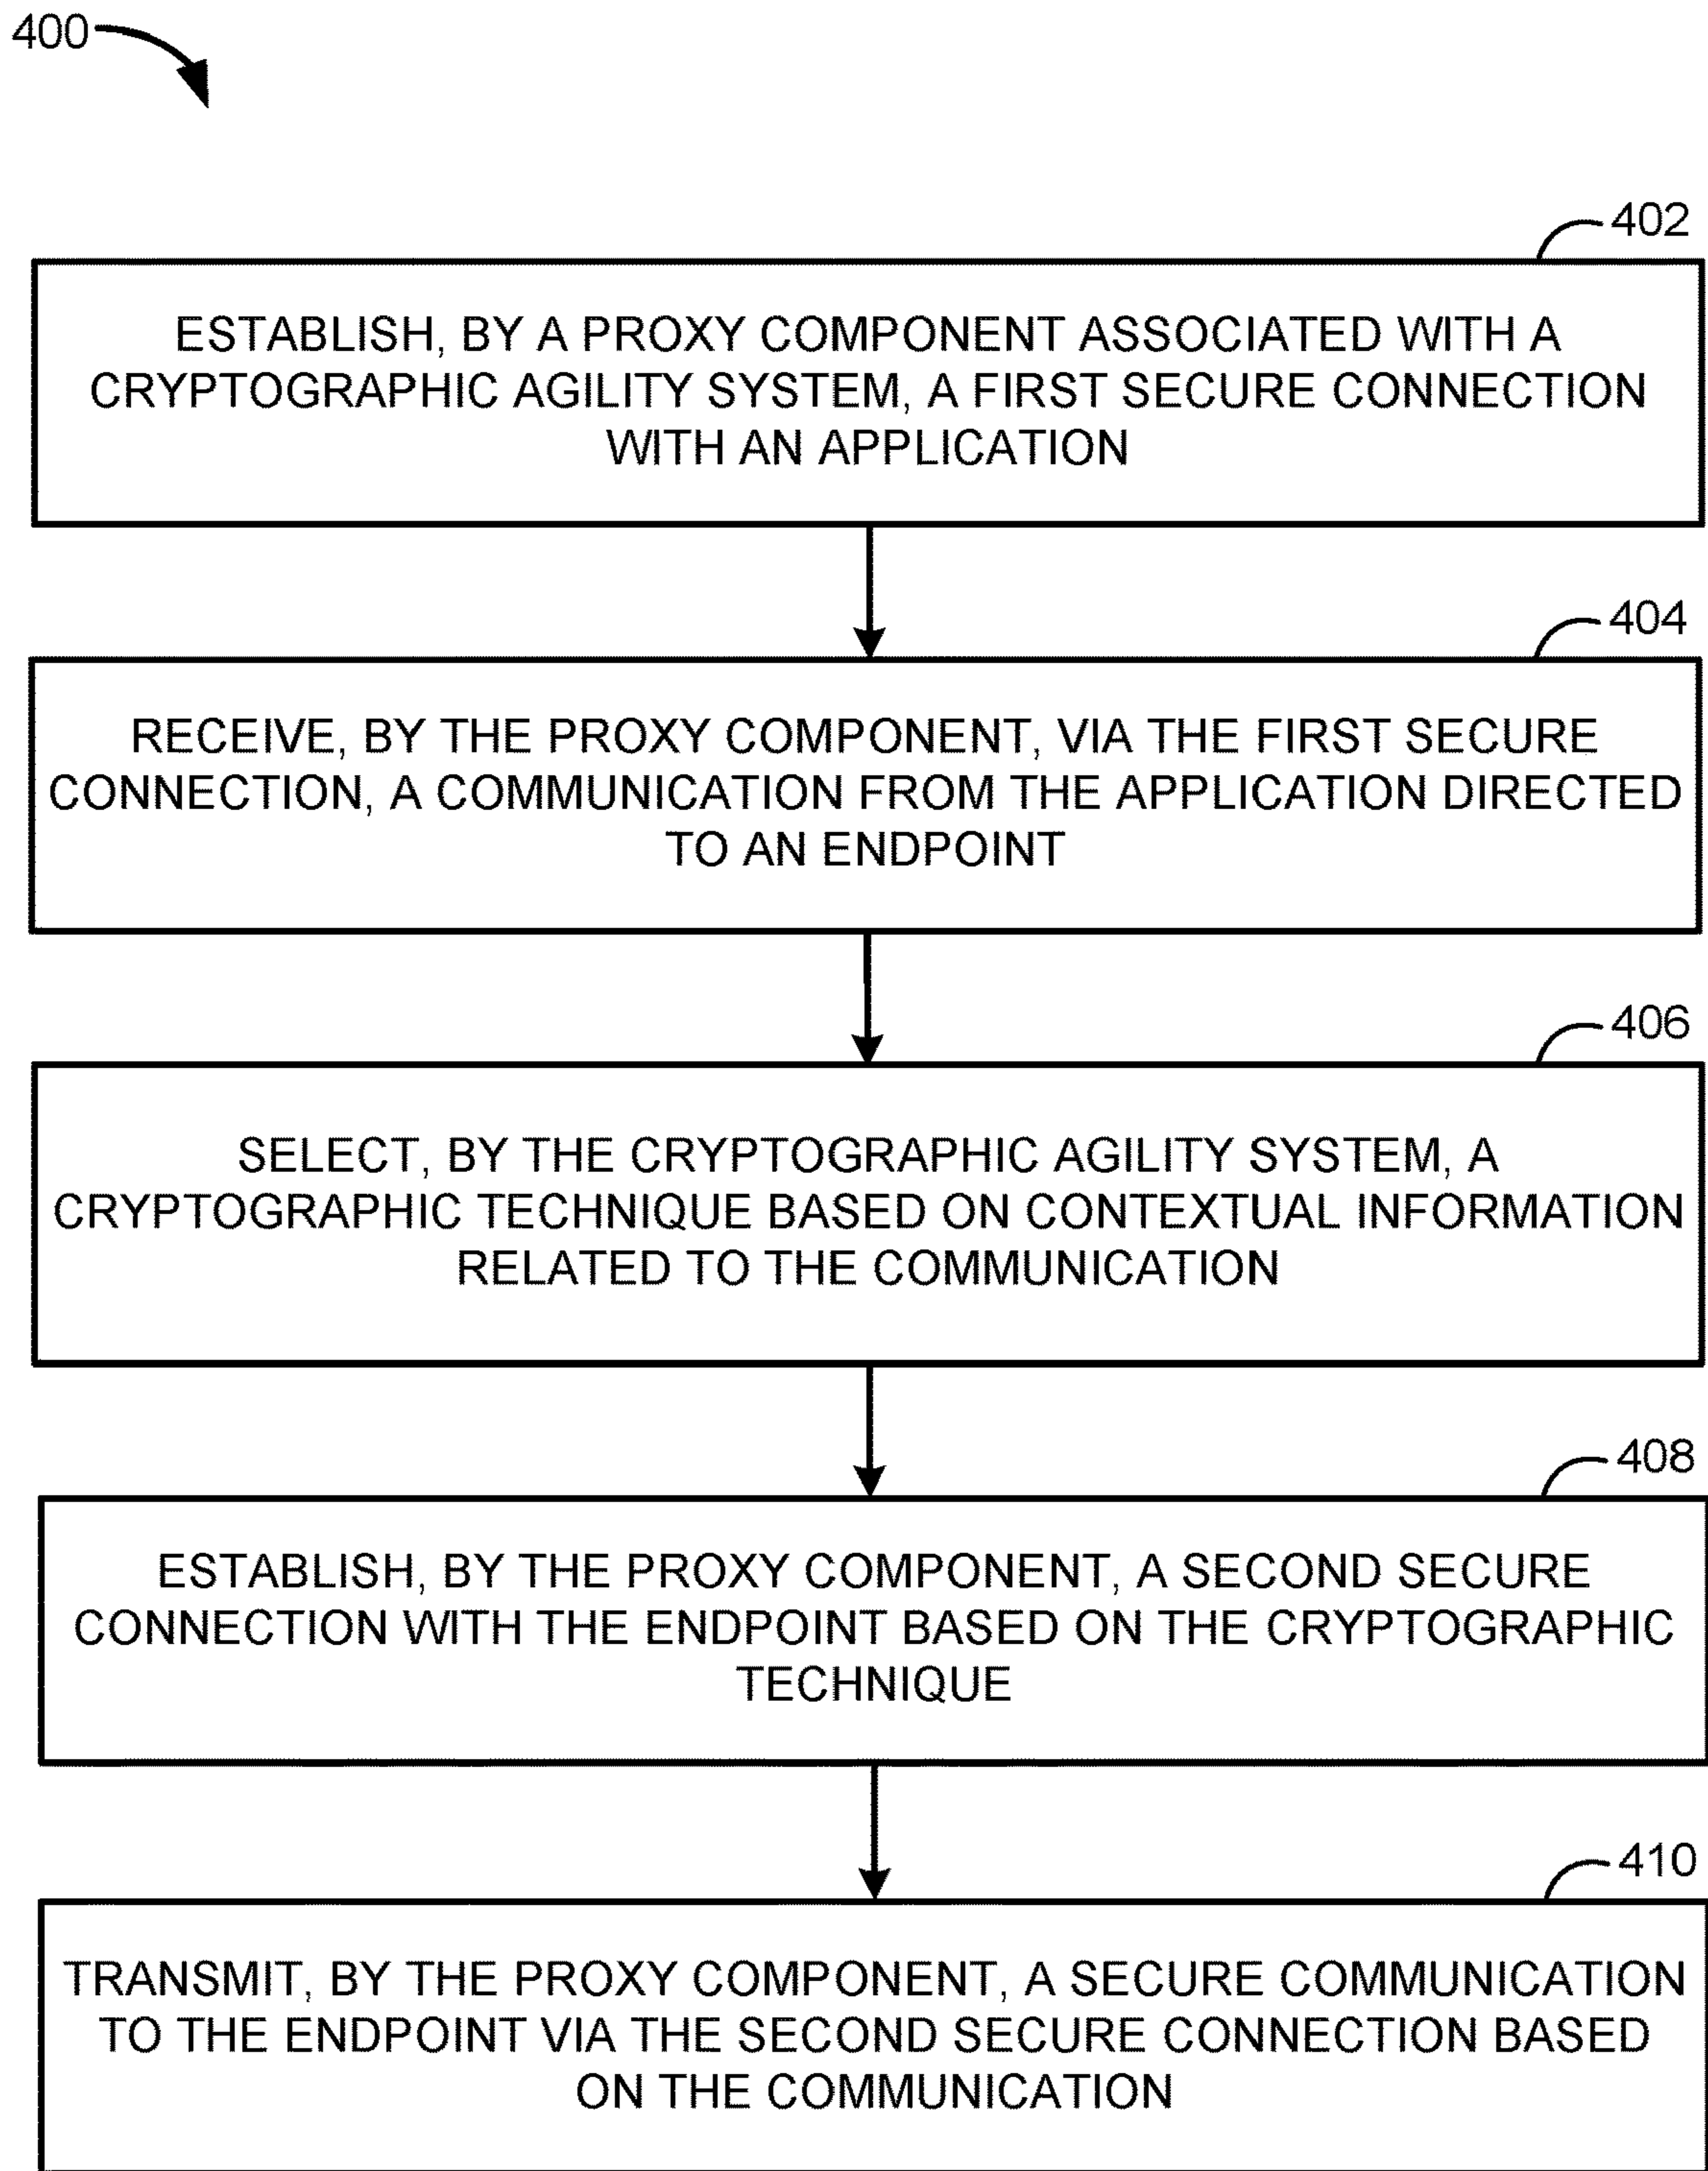 400
402
ESTABLISH, BY A PROXY COMPONENT ASSOCIATED WITH A
CRYPTOGRAPHIC AGILITY SYSTEM, A FIRST SECURE CONNECTION
WITH AN APPLICATION
404
RECEIVE, BY THE PROXY COMPONENT, VIA THE FIRST SECURE
CONNECTION, A COMMUNICATION FROM THE APPLICATION DIRECTED
TO AN ENDPOINT
406
SELECT, BY THE CRYPTOGRAPHIC AGILITY SYSTEM, A
CRYPTOGRAPHIC TECHNIQUE BASED ON CONTEXTUAL INFORMATION
RELATED TO THE COMMUNICATION
408
ESTABLISH, BY THE PROXY COMPONENT, A SECOND SECURE
CONNECTION WITH THE ENDPOINT BASED ON THE CRYPTOGRAPHIC
TECHNIQUE
410
TRANSMIT, BY THE PROXY COMPONENT, A SECURE COMMUNICATION
TO THE ENDPOINT VIA THE SECOND SECURE CONNECTION BASED
ON THE COMMUNICATION